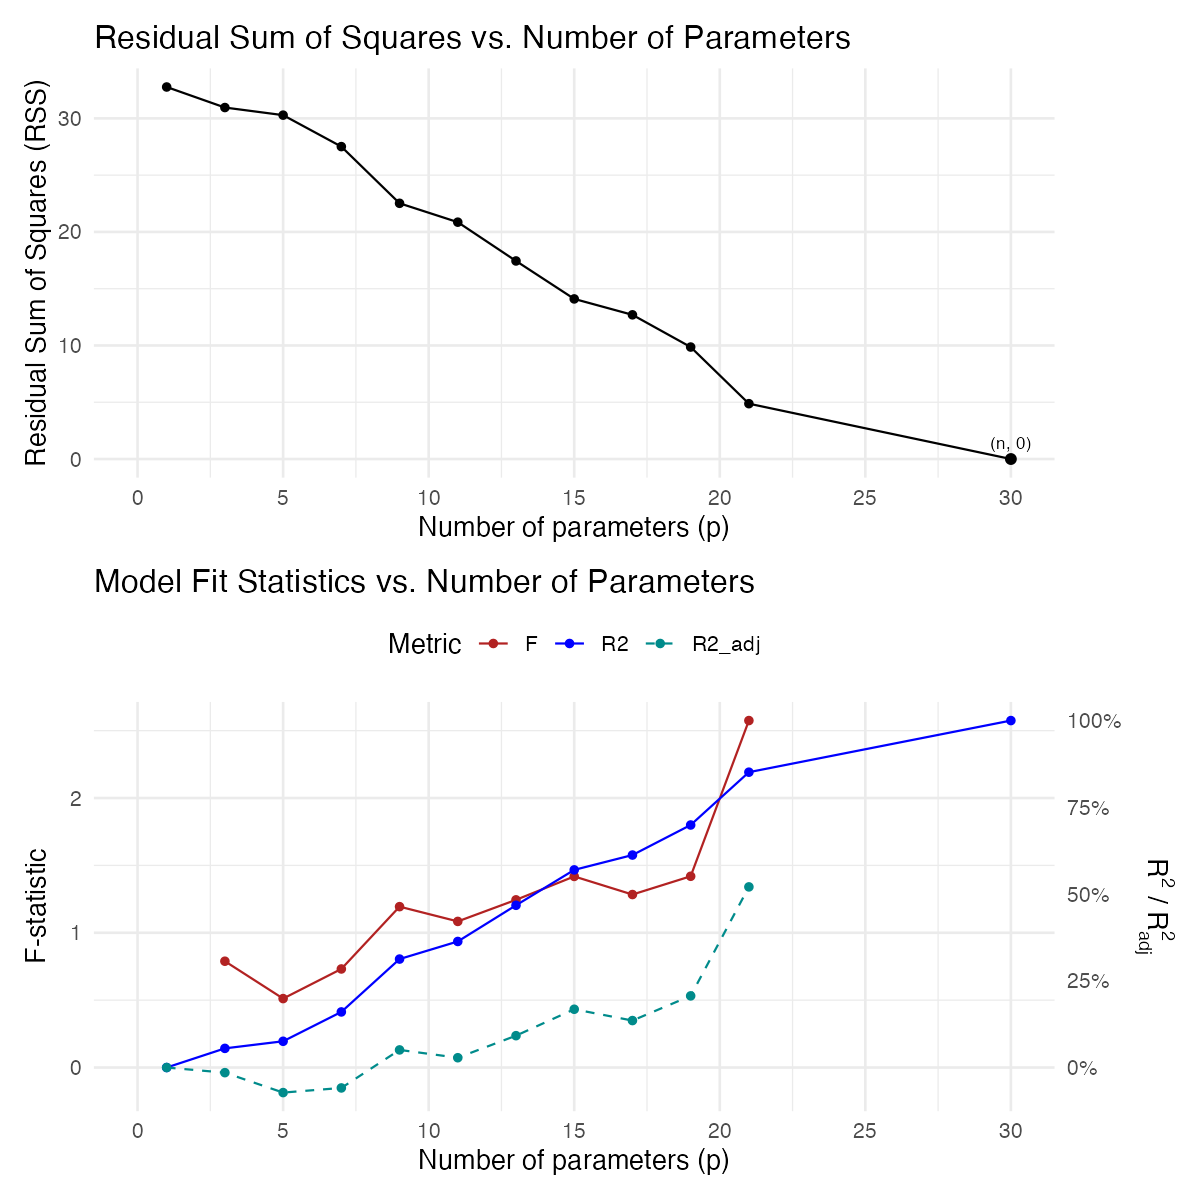 Residual Sum of Squares vs. Number of Parameters
Residual Sum of Squares (RSS)
30
20
10
0
(n, 0)
0 5 10 15 20 25 30
Number of parameters (p)
Model Fit Statistics vs. Number of Parameters
Metric F R2 R2_adj
F-statistic
2
1
0
100%
75%
50%
25%
0%
R² / R²adj
0 5 10 15 20 25 30
Number of parameters (p)